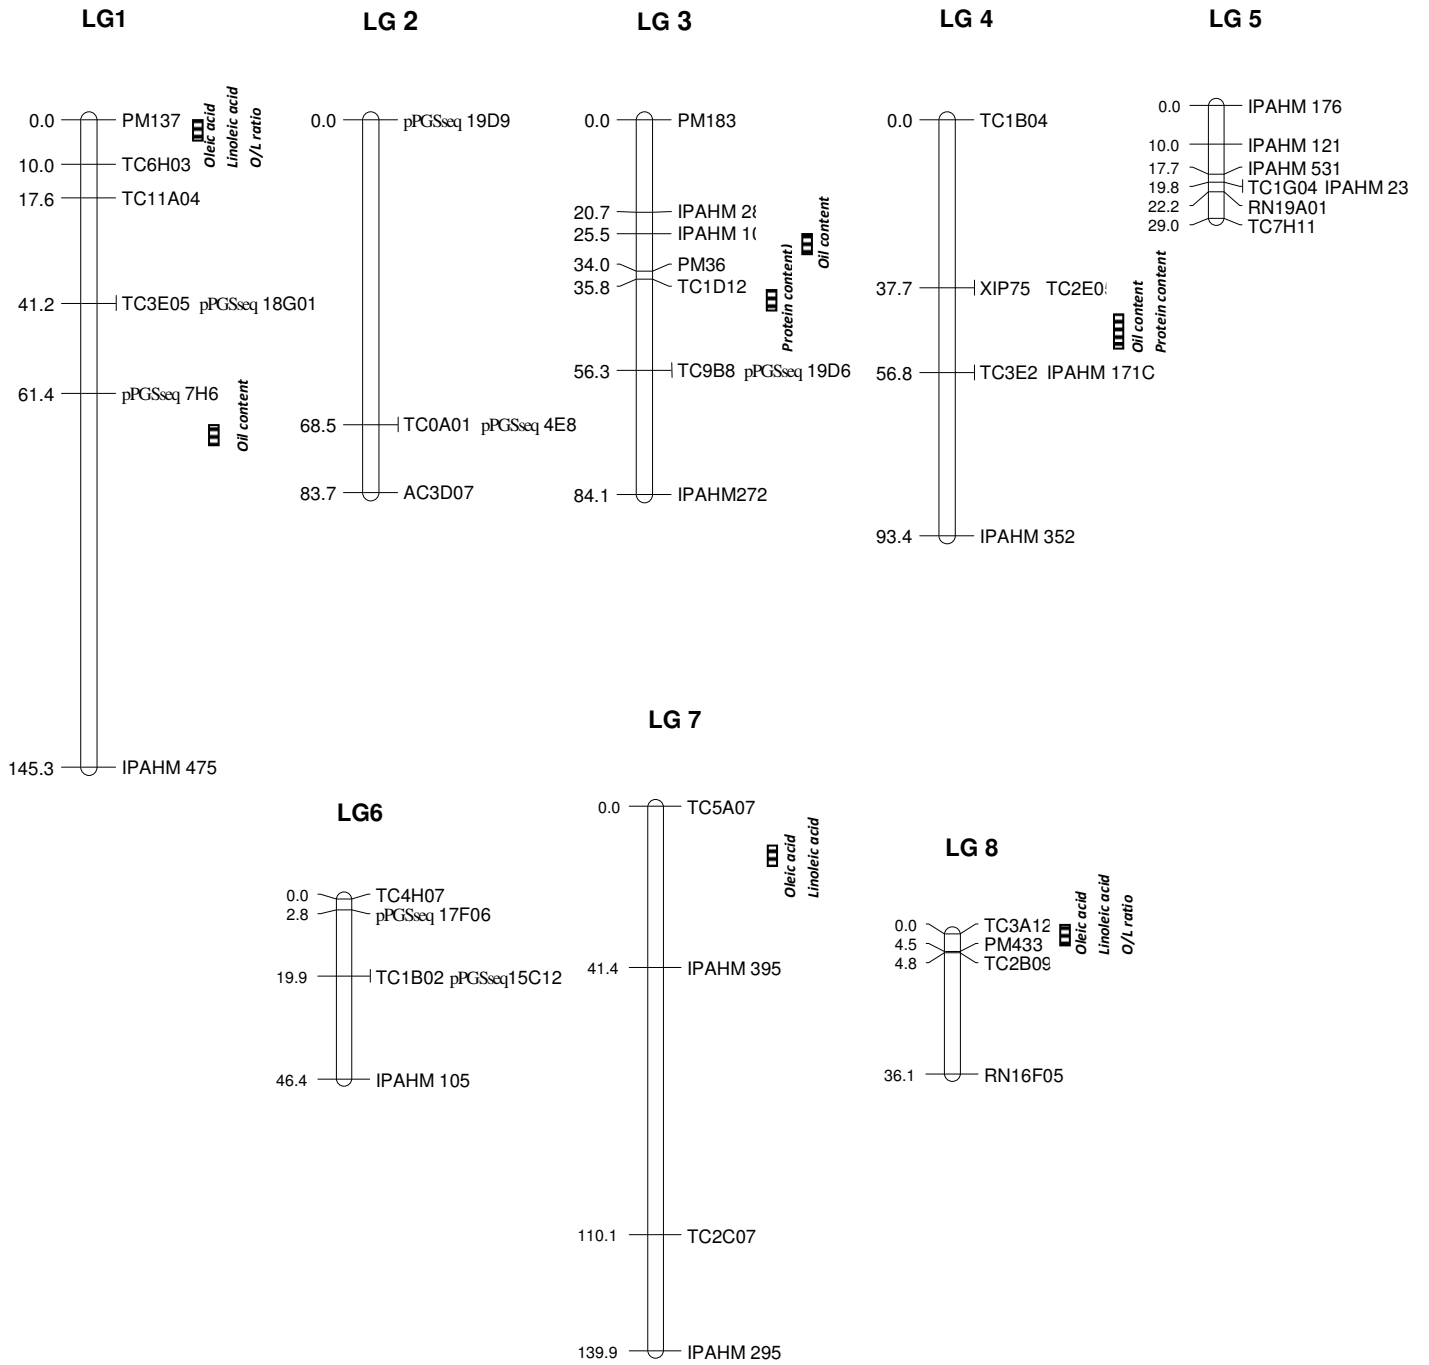 LG1
0.0 PM137
10.0 TC6H03
17.6 TC11A04
41.2 TC3E05 pPGSseq 18G01
61.4 pPGSseq 7H6
145.3 IPAHM 475
Oleic acid
Linoleic acid
O/L ratio
Oil content
LG 2
0.0 pPGSseq 19D9
68.5 TC0A01 pPGSseq 4E8
83.7 AC3D07
LG 3
0.0 PM183
20.7 IPAHM 28
25.5 IPAHM 10
34.0 PM36
35.8 TC1D12
56.3 TC9B8 pPGSseq 19D6
84.1 IPAHM272
Protein content)
Oil content
LG 4
0.0 TC1B04
37.7 XIP75 TC2E05
56.8 TC3E2 IPAHM 171C
93.4 IPAHM 352
Oil content
Protein content
LG 5
0.0 IPAHM 176
10.0 IPAHM 121
17.7 IPAHM 531
19.8 TC1G04 IPAHM 23
22.2 RN19A01
29.0 TC7H11
LG6
0.0 TC4H07
2.8 pPGSseq 17F06
19.9 TC1B02 pPGSseq15C12
46.4 IPAHM 105
LG 7
0.0 TC5A07
41.4 IPAHM 395
110.1 TC2C07
139.9 IPAHM 295
Oleic acid
Linoleic acid
LG 8
0.0 TC3A12
4.5 PM433
4.8 TC2B09
36.1 RN16F05
Oleic acid
Linoleic acid
O/L ratio